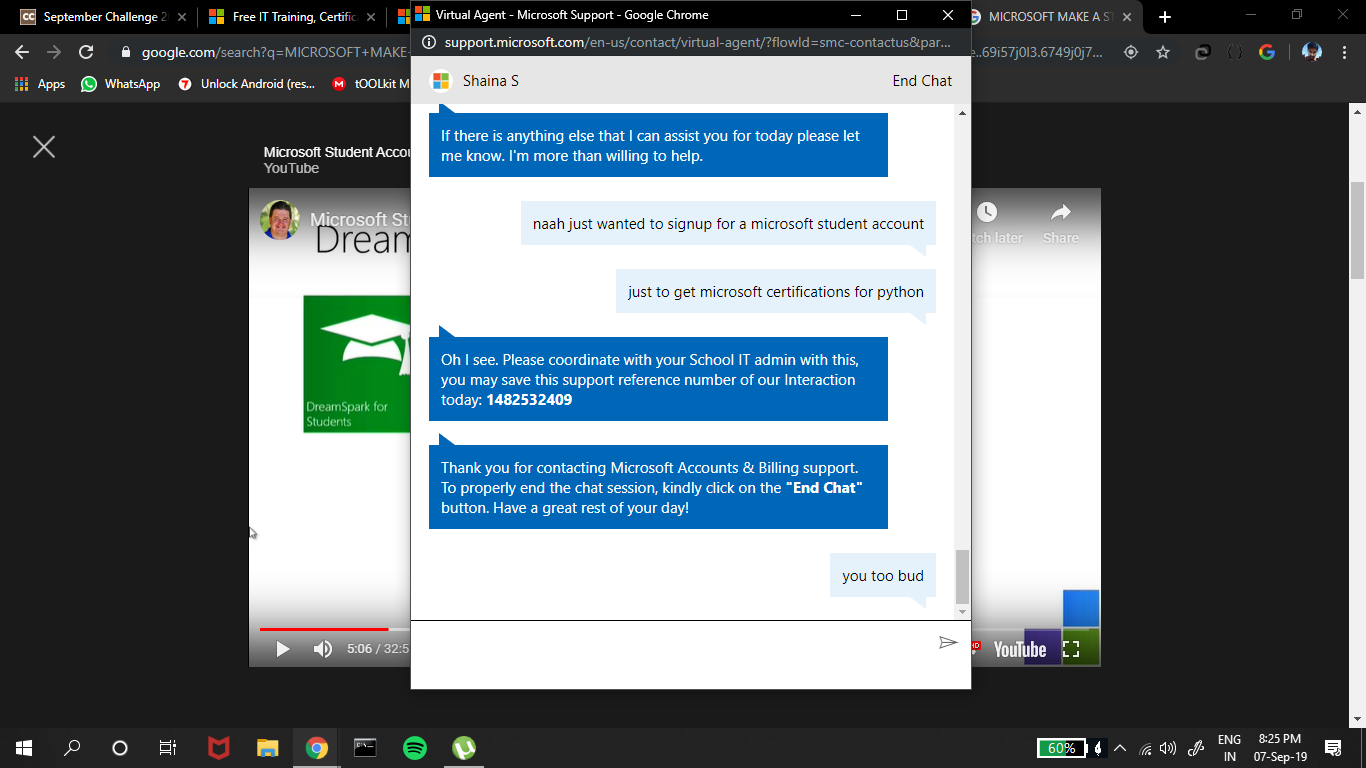 September Challenge 2
Free IT Training, Certific
Virtual Agent - Microsoft Support - Google Chrome
MICROSOFT MAKE A ST
google.com/search?q=MICROSOFT+MAKE-
support.microsoft.com/en-us/contact/virtual-agent/?flowId=smc-contactus&par...
e..69i57j0l3.6749j0j7...
Apps
WhatsApp
Unlock Android (res...
tOOLkit M
Shaina S
End Chat
Microsoft Student Accou
YouTube
Microsoft St
Dream
tch later
Share
DreamSpark for
Students
If there is anything else that I can assist you for today please let
me know. I'm more than willing to help.
naah just wanted to signup for a microsoft student account
just to get microsoft certifications for python
Oh I see. Please coordinate with your School IT admin with this,
you may save this support reference number of our Interaction
today: 1482532409
Thank you for contacting Microsoft Accounts & Billing support.
To properly end the chat session, kindly click on the "End Chat"
button. Have a great rest of your day!
you too bud
5:06 / 32:5
HD
YouTube
60%
ENG
IN
8:25 PM
07-Sep-19